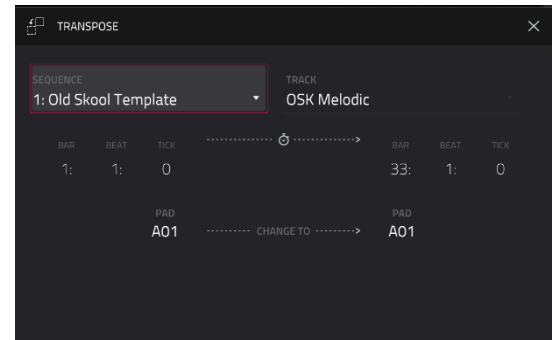 TRANSPOSE
SEQUENCE TRACK
1: Old Skool Template OSK Melodic
BAR BEAT TICK BAR BEAT TICK
1: 1: 0 33: 1: 0
PAD PAD
A01 CHANGE TO A01